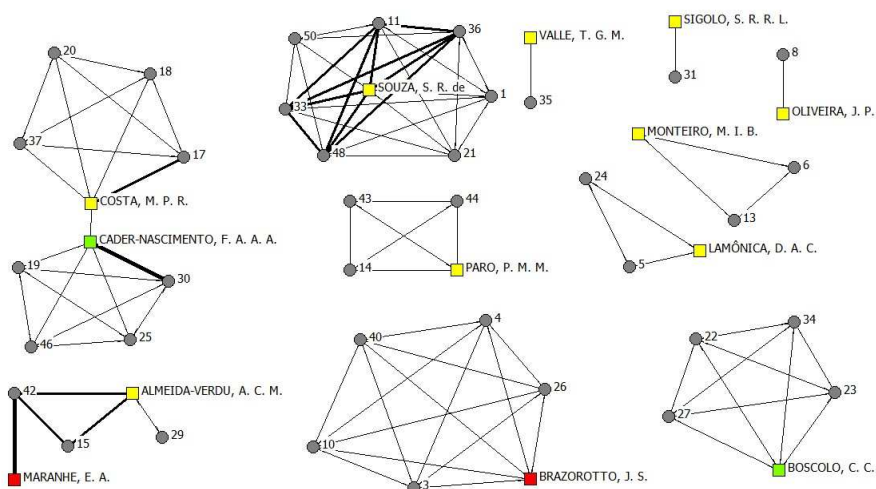 20
18
37
17
COSTA, M. P. R.
CADER-NASCIMENTO, F. A. A. A.
19
30
46
25
42
ALMEIDA-VERDU, A. C. M.
15
29
MARANHE, E. A.
50
11
36
SOUZA, S. R. de
33
1
48
21
VALLE, T. G. M.
35
SIGOLO, S. R. R. L.
31
8
OLIVEIRA, J. P.
MONTEIRO, M. I. B.
6
13
24
LAMÔNICA, D. A. C.
5
43
44
14
PARO, P. M. M.
4
40
26
10
3
BRAZOROTTO, J. S.
34
22
23
27
BOSCOLO, C. C.